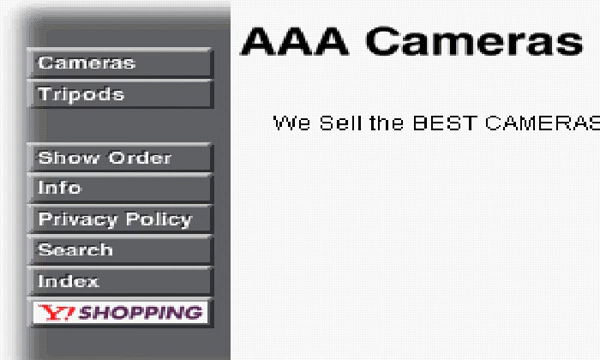 AAA Cameras
We Sell the BEST CAMERAS
Cameras
Tripods
Show Order
Info
Privacy Policy
Search
Index
Y! SHOPPING